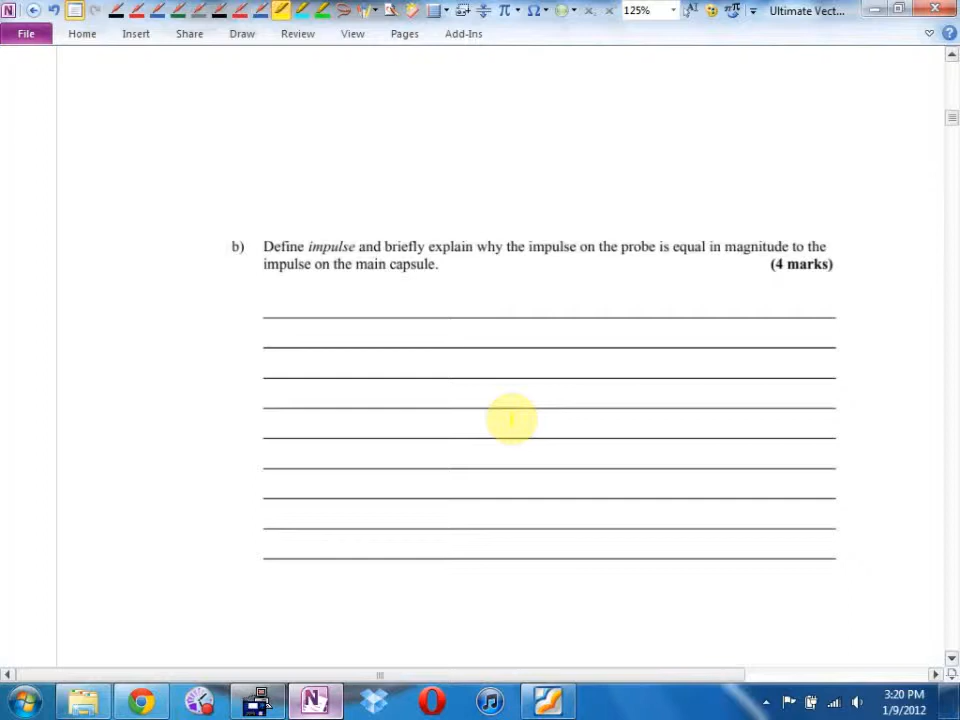 125%
Ultimate Vect...
File Home Insert Share Draw Review View Pages Add-Ins
b) Define impulse and briefly explain why the impulse on the probe is equal in magnitude to the
impulse on the main capsule. (4 marks)
3:20 PM
1/9/2012